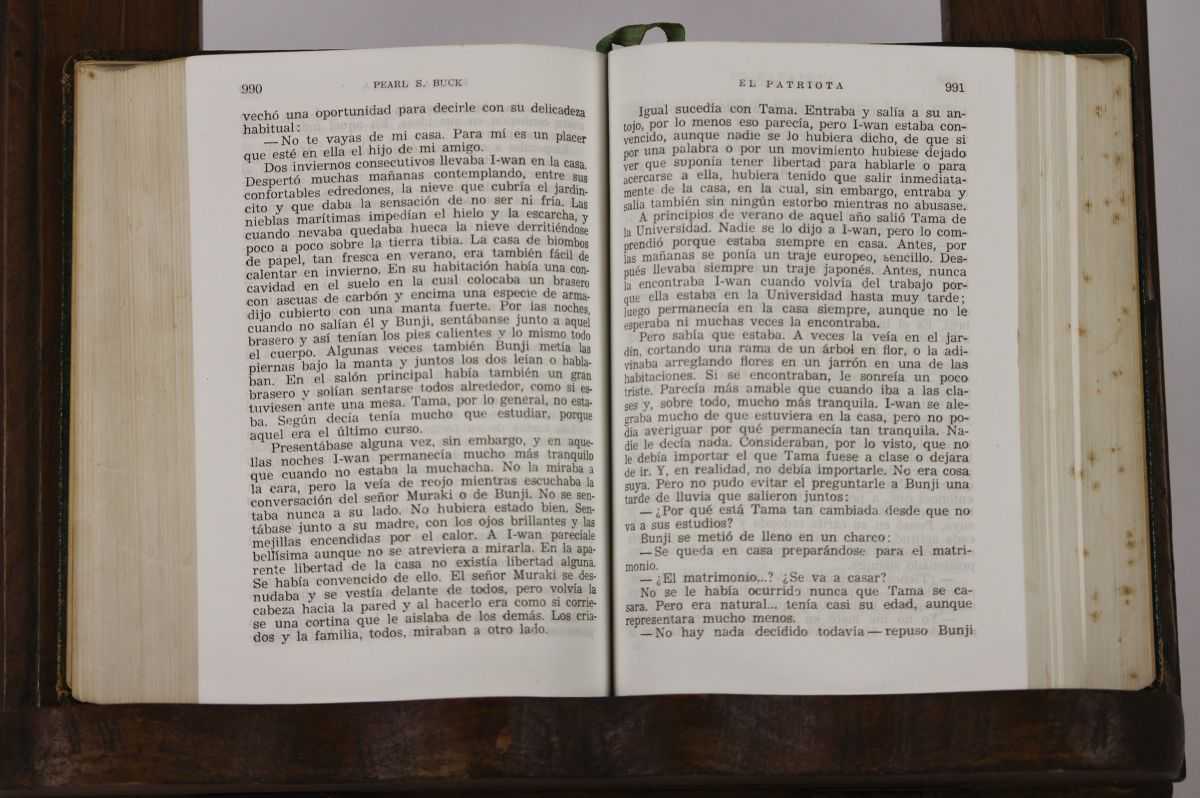 990
PEARL S. BUCK
vechó una oportunidad para decirle con su delicadeza
habitual:
—No te vayas de mi casa. Para mí es un placer
que esté en ella el hijo de mi amigo.
Dos inviernos consecutivos llevaba I-wan en la casa.
Despertó muchas mañanas contemplando, entre sus
confortables edredones, la nieve que cubría el jardin-
cito y que daba la sensación de no ser ni fría. Las
nieblas marítimas impedían el hielo y la escarcha, y
cuando nevaba quedaba hueca la nieve derritiéndose
poco a poco sobre la tierra tibia. La casa de biombos
de papel, tan fresca en verano, era también fácil de
calentar en invierno. En su habitación había una con-
cavidad en el suelo en la cual colocaba un brasero
con ascuas de carbón y encima una especie de arma-
dijo cubierto con una manta fuerte. Por las noches,
cuando no salían él y Bunji, sentábanse junto a aquel
brasero y así tenían los pies calientes y lo mismo todo
el cuerpo. Algunas veces también Bunji metía las
piernas bajo la manta y juntos los dos leían o habla-
ban. En el salón principal había también un gran
brasero y solían sentarse todos alrededor, como si es-
tuviesen ante una mesa. Tama, por lo general, no esta-
ba. Según decía tenía mucho que estudiar, porque
aquel era el último curso.
Presentábase alguna vez, sin embargo, y en aque-
llas noches I-wan permanecía mucho más tranquilo
que cuando no estaba la muchacha. No la miraba a
la cara, pero la veía de reojo mientras escuchaba la
conversación del señor Muraki o de Bunji. No se sen-
taba nunca a su lado. No hubiera estado bien. Sen-
tábase junto a su madre, con los ojos brillantes y las
mejillas encendidas por el calor. A I-wan parecíale
bellísima aunque no se atreviera a mirarla. En la apa-
rente libertad de la casa no existía libertad alguna.
Se había convencido de ello. El señor Muraki se des-
nudaba y se vestía delante de todos, pero volvía la
cabeza hacia la pared y al hacerlo era como si corrie-
se una cortina que le aislaba de los demás. Los cria-
dos y la familia, todos, miraban a otro lado.
EL PATRIOTA
991
Igual sucedía con Tama. Entraba y salía a su an-
tojo, por lo menos eso parecía, pero I-wan estaba con-
vencido, aunque nadie se lo hubiera dicho, de que si
por una palabra o por un movimiento hubiese dejado
ver que suponía tener libertad para hablarle o para
acercarse a ella, hubiera tenido que salir inmediata-
mente de la casa, en la cual, sin embargo, entraba y
salía también sin ningún estorbo mientras no abusase.
A principios de verano de aquel año salió Tama de
la Universidad. Nadie se lo dijo a I-wan, pero lo com-
prendió porque estaba siempre en casa. Antes, por
las mañanas se ponía un traje europeo, sencillo. Des-
pués llevaba siempre un traje japonés. Antes, nunca
la encontraba I-wan cuando volvía del trabajo por-
que ella estaba en la Universidad hasta muy tarde;
luego permanecía en la casa siempre, aunque no le
esperaba ni muchas veces la encontraba.
Pero sabía que estaba. A veces la veía en el jar-
dín, cortando una rama de un árbol en flor, o la adi-
vinaba arreglando flores en un jarrón en una de las
habitaciones. Si se encontraban, le sonreía un poco
triste. Parecía más amable que cuando iba a las cla-
ses y, sobre todo, mucho más tranquila. I-wan se ale-
graba mucho de que estuviera en la casa, pero no po-
día averiguar por qué permanecía tan tranquila. Na-
die le decía nada. Consideraban, por lo visto, que no
le debía importar el que Tama fuese a clase o dejara
de ir. Y, en realidad, no debía importarle. No era cosa
suya. Pero no pudo evitar el preguntarle a Bunji una
tarde de lluvia que salieron juntos:
—¿Por qué está Tama tan cambiada desde que no
va a sus estudios?
Bunji se metió de lleno en un charco:
—Se queda en casa preparándose para el matri-
monio.
—¿El matrimonio...? ¿Se va a casar?
No se le había ocurrido nunca que Tama se ca-
sara. Pero era natural... tenía casi su edad, aunque
representara mucho menos.
—No hay nada decidido todavía—repuso Bunji